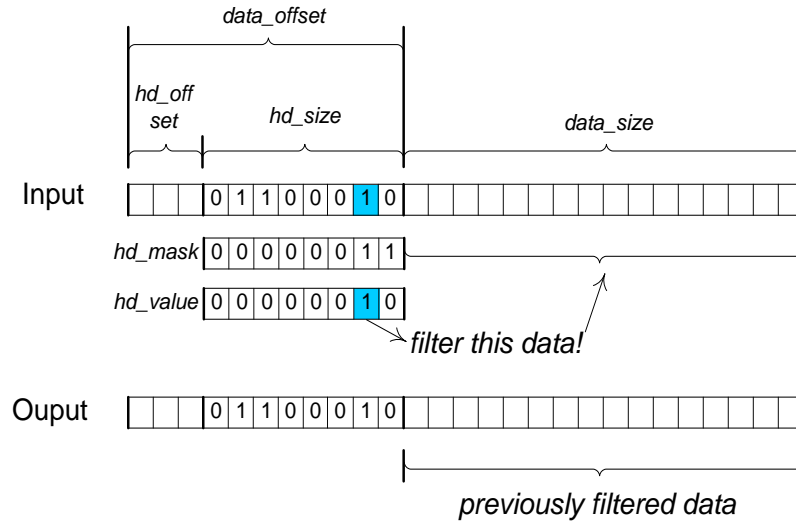 data_offset
hd_off
set
hd_size
data_size
Input
0 1 1 0 0 0 1 0
hd_mask 0 0 0 0 0 0 1 1
hd_value 0 0 0 0 0 0 1 0
filter this data!
Ouput
0 1 1 0 0 0 1 0
previously filtered data